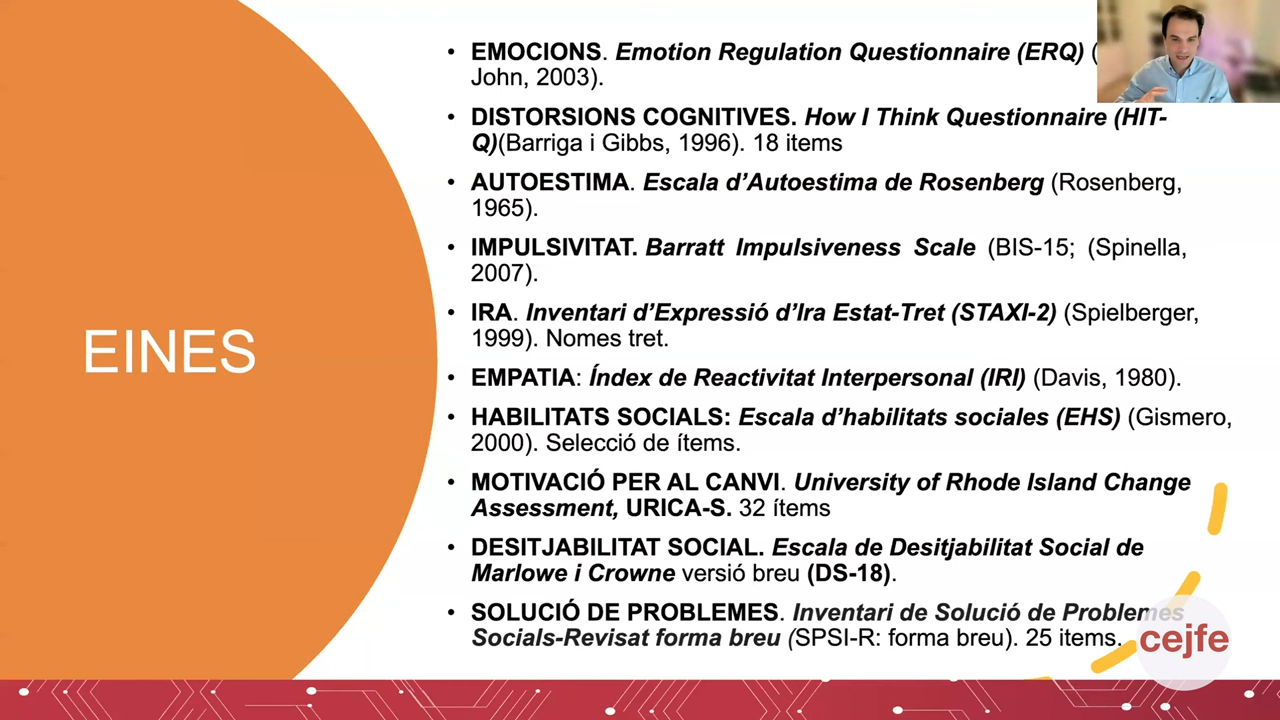 EINES
• EMOCIONS. Emotion Regulation Questionnaire (ERQ) (
John, 2003).
• DISTORSIONS COGNITIVES. How I Think Questionnaire (HIT-
Q)(Barriga i Gibbs, 1996). 18 items
• AUTOESTIMA. Escala d’Autoestima de Rosenberg (Rosenberg,
1965).
• IMPULSIVITAT. Barratt Impulsiveness Scale (BIS-15; (Spinella,
2007).
• IRA. Inventari d’Expressió d’Ira Estat-Tret (STAXI-2) (Spielberger,
1999). Nomes tret.
• EMPATIA: Índex de Reactivitat Interpersonal (IRI) (Davis, 1980).
• HABILITATS SOCIALS: Escala d’habilitats sociales (EHS) (Gismero,
2000). Selecció de ítems.
• MOTIVACIÓ PER AL CANVI. University of Rhode Island Change
Assessment, URICA-S. 32 ítems
• DESITJABILITAT SOCIAL. Escala de Desitjabilitat Social de
Marlowe i Crowne versió breu (DS-18).
• SOLUCIÓ DE PROBLEMES. Inventari de Solució de Problemes
Socials-Revisat forma breu (SPSI-R: forma breu). 25 items.
cejfe